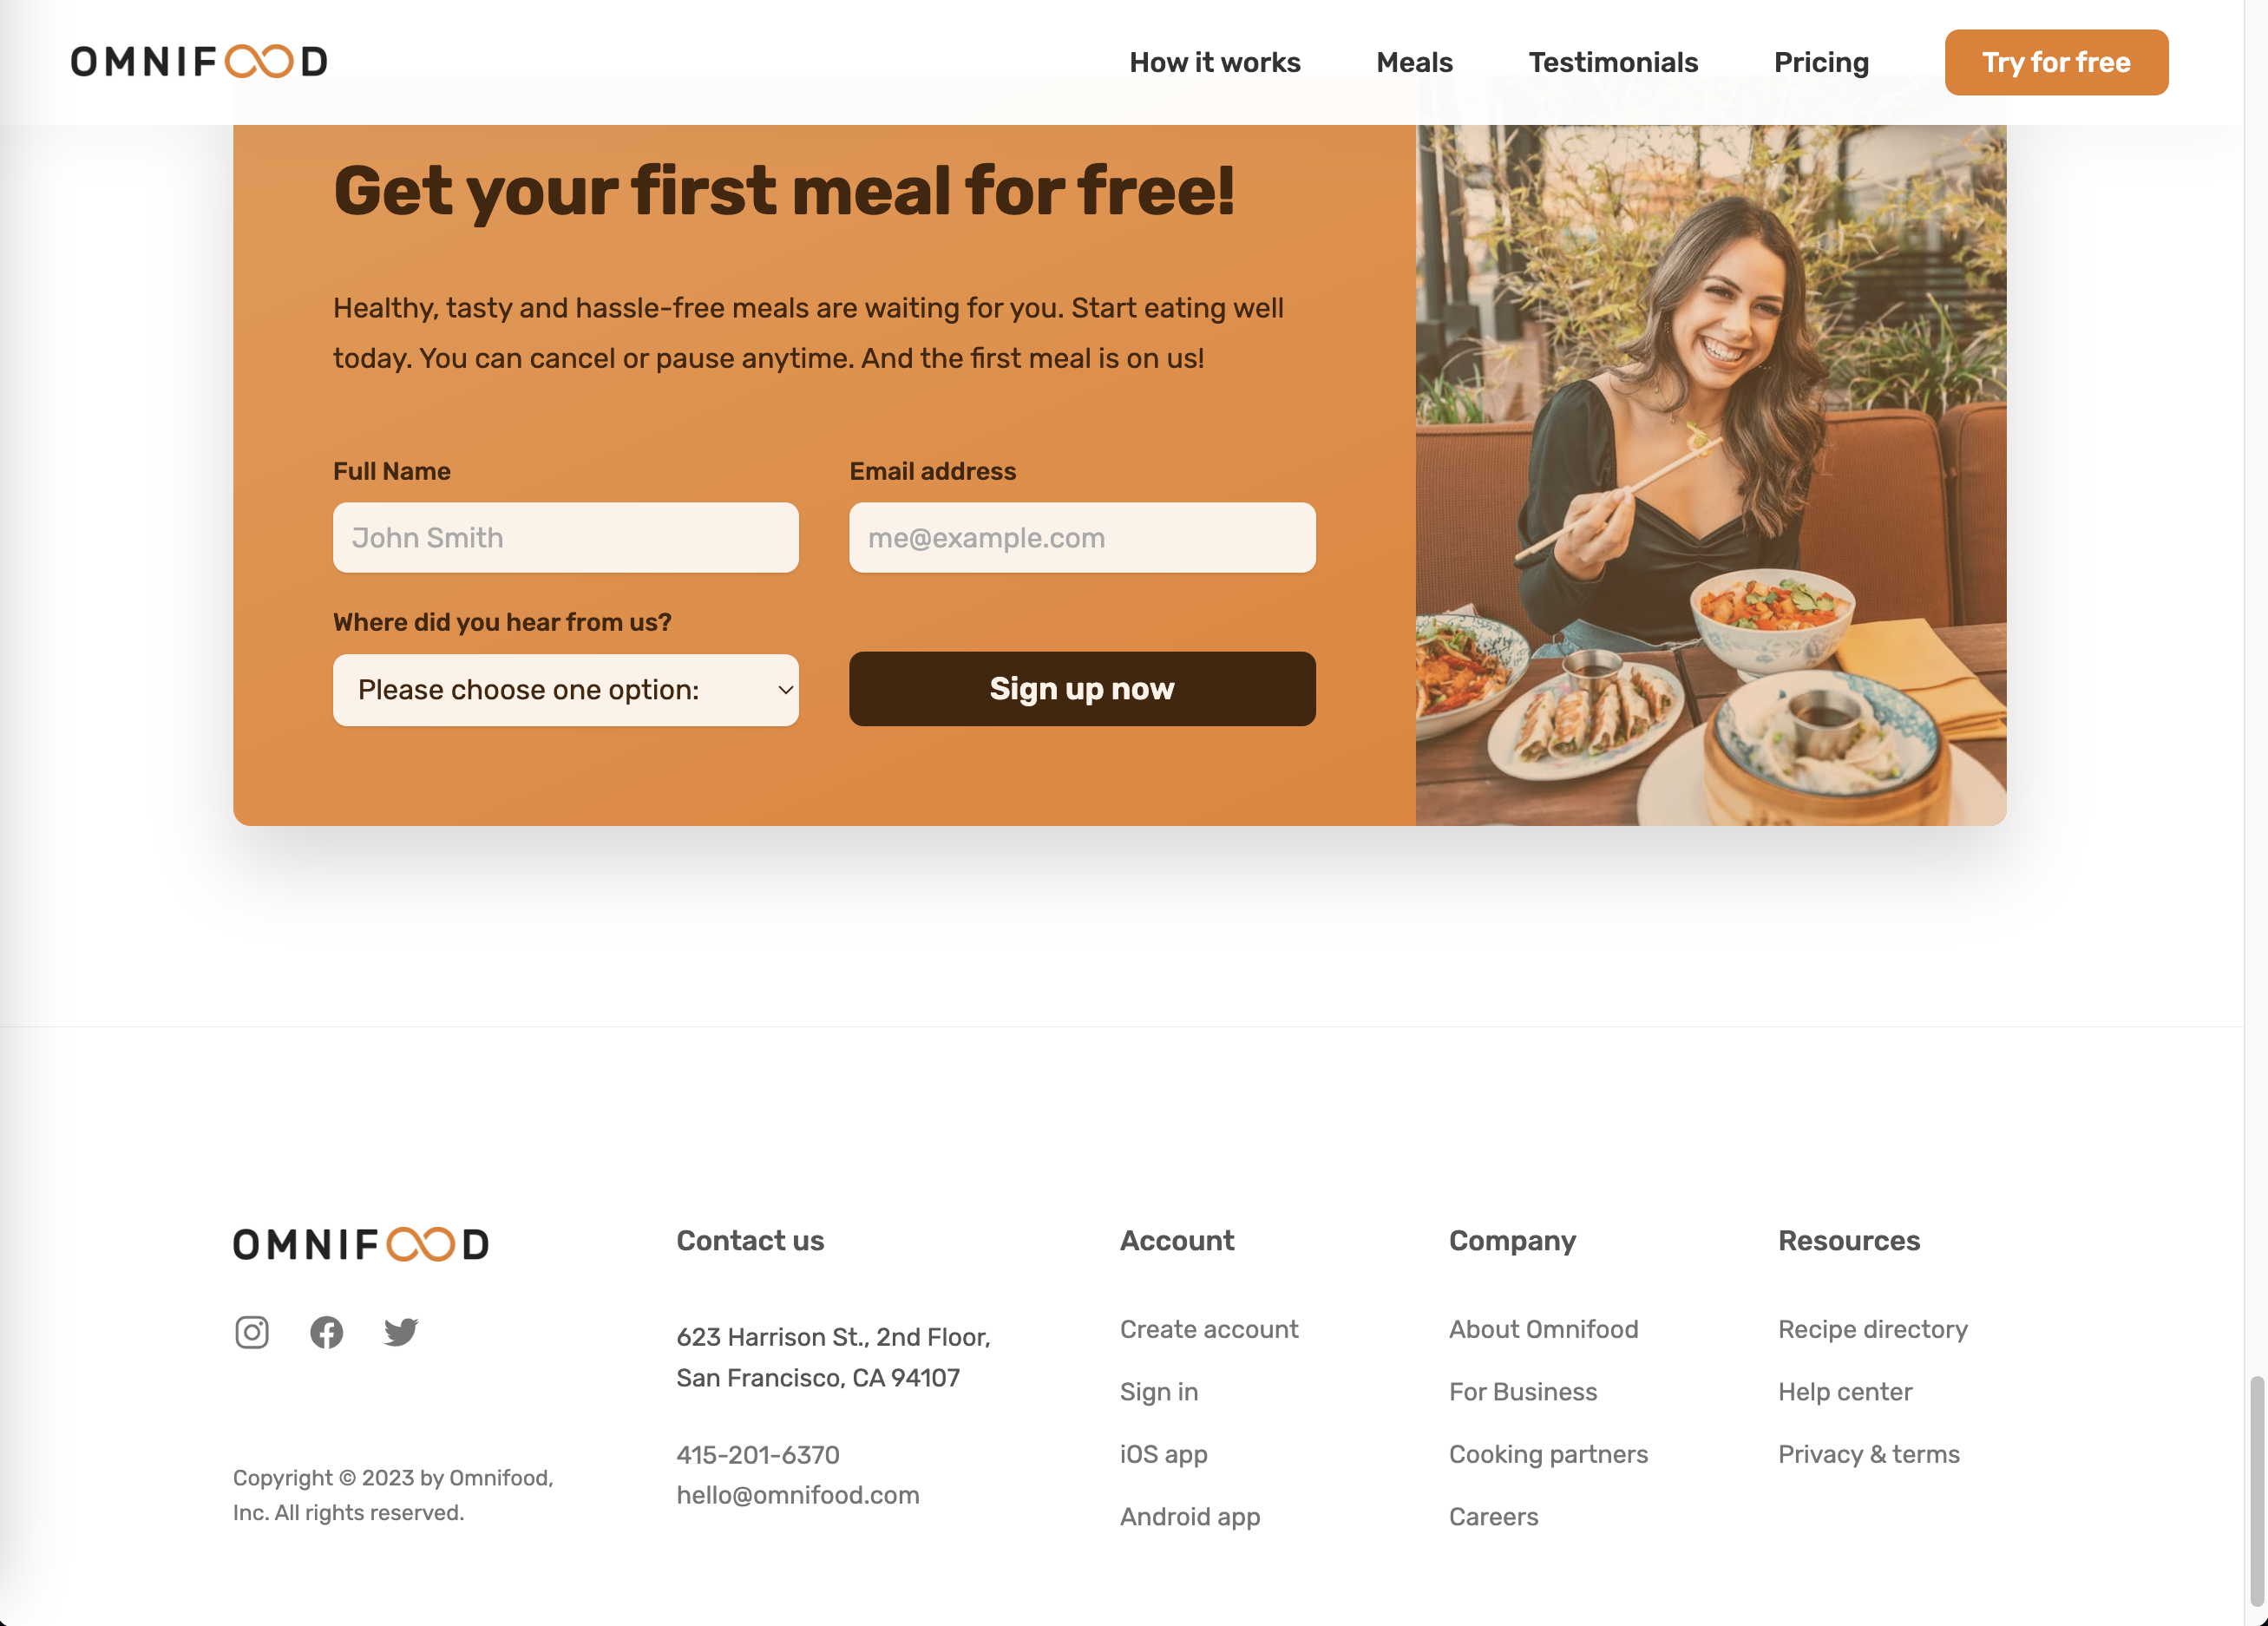 OMNIFOOD
How it works
Meals
Testimonials
Pricing
Try for free
Get your first meal for free!
Healthy, tasty and hassle-free meals are waiting for you. Start eating well
today. You can cancel or pause anytime. And the first meal is on us!
Full Name
Email address
John Smith
me@example.com
Where did you hear from us?
Please choose one option:
Sign up now
OMNIFOOD
Copyright © 2023 by Omnifood,
Inc. All rights reserved.
Contact us
623 Harrison St., 2nd Floor,
San Francisco, CA 94107
415-201-6370
hello@omnifood.com
Account
Create account
Sign in
iOS app
Android app
Company
About Omnifood
For Business
Cooking partners
Careers
Resources
Recipe directory
Help center
Privacy & terms